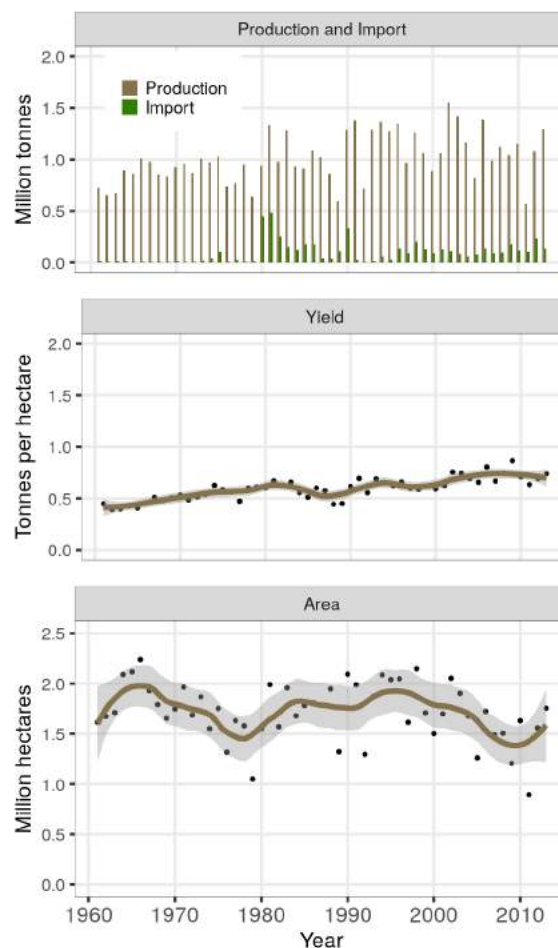 Production and Import
Million tonnes
2.0
1.5
1.0
0.5
0.0
Production
Import
Yield
Tonnes per hectare
2.0
1.5
1.0
0.5
0.0
Area
Million hectares
2.5
2.0
1.5
1.0
0.5
0.0
1960 1970 1980 1990 2000 2010
Year